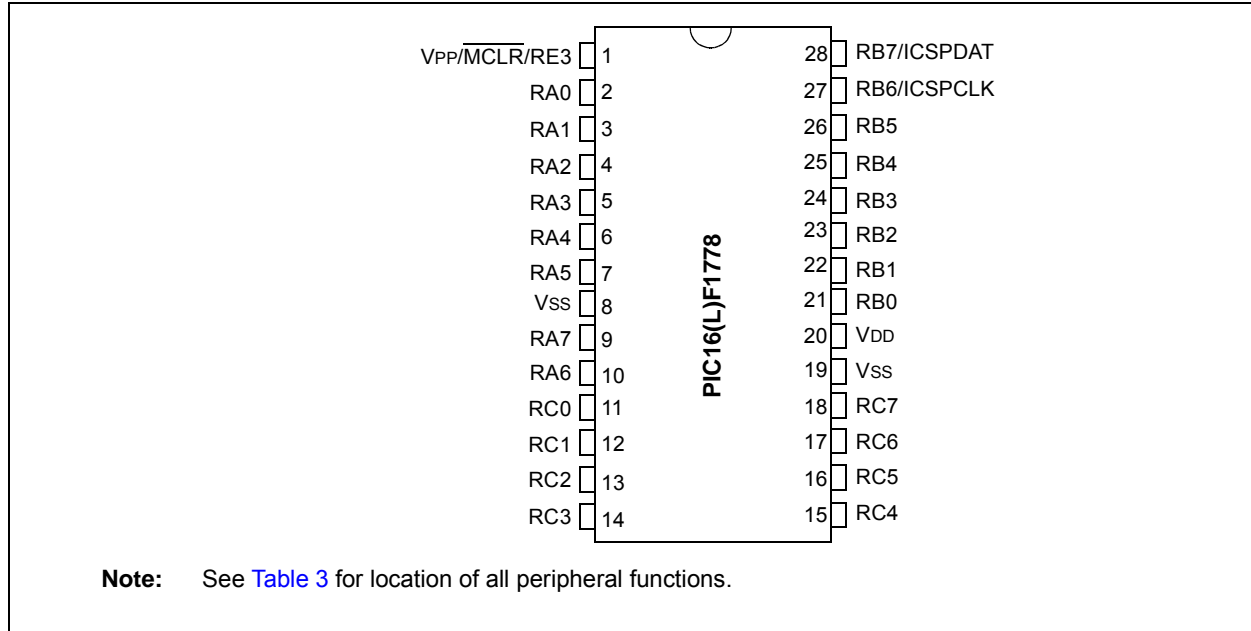 VPP/MCLR/RE3 1 28 RB7/ICSPDAT
RA0 2 27 RB6/ICSPCLK
RA1 3 26 RB5
RA2 4 25 RB4
RA3 5 24 RB3
RA4 6 23 RB2
RA5 7 22 RB1
VSS 8 21 RB0
RA7 9 20 VDD
RA6 10 19 VSS
RC0 11 18 RC7
RC1 12 17 RC6
RC2 13 16 RC5
RC3 14 15 RC4
PIC16(L)F1778
Note: See Table 3 for location of all peripheral functions.